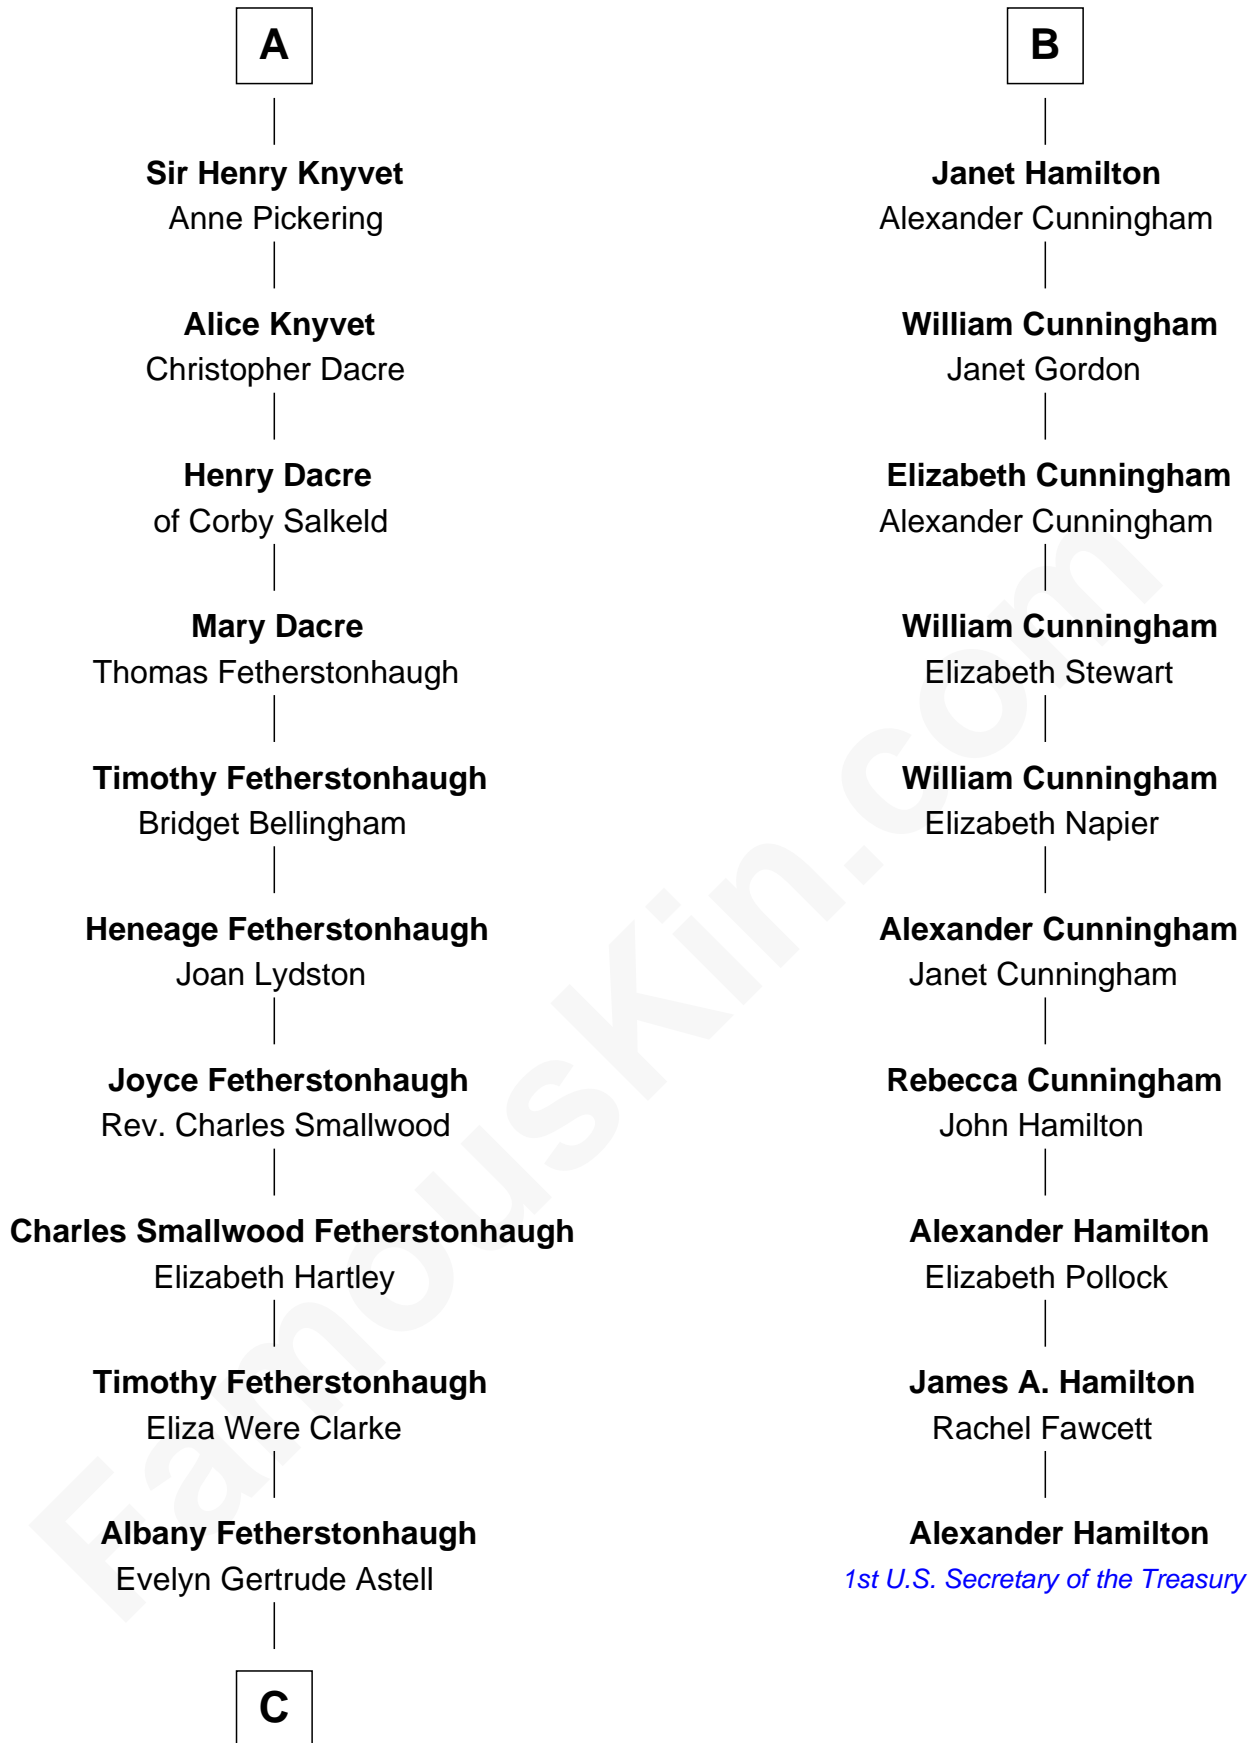 A
Sir Henry Knyvet
Anne Pickering
Alice Knyvet
Christopher Dacre
Henry Dacre
of Corby Salkeld
Mary Dacre
Thomas Fetherstonhaugh
Timothy Fetherstonhaugh
Bridget Bellingham
Heneage Fetherstonhaugh
Joan Lydston
Joyce Fetherstonhaugh
Rev. Charles Smallwood
Charles Smallwood Fetherstonhaugh
Elizabeth Hartley
Timothy Fetherstonhaugh
Eliza Were Clarke
Albany Fetherstonhaugh
Evelyn Gertrude Astell
C
B
Janet Hamilton
Alexander Cunningham
William Cunningham
Janet Gordon
Elizabeth Cunningham
Alexander Cunningham
William Cunningham
Elizabeth Stewart
William Cunningham
Elizabeth Napier
Alexander Cunningham
Janet Cunningham
Rebecca Cunningham
John Hamilton
Alexander Hamilton
Elizabeth Pollock
James A. Hamilton
Rachel Fawcett
Alexander Hamilton
1st U.S. Secretary of the Treasury
FamousKin.com